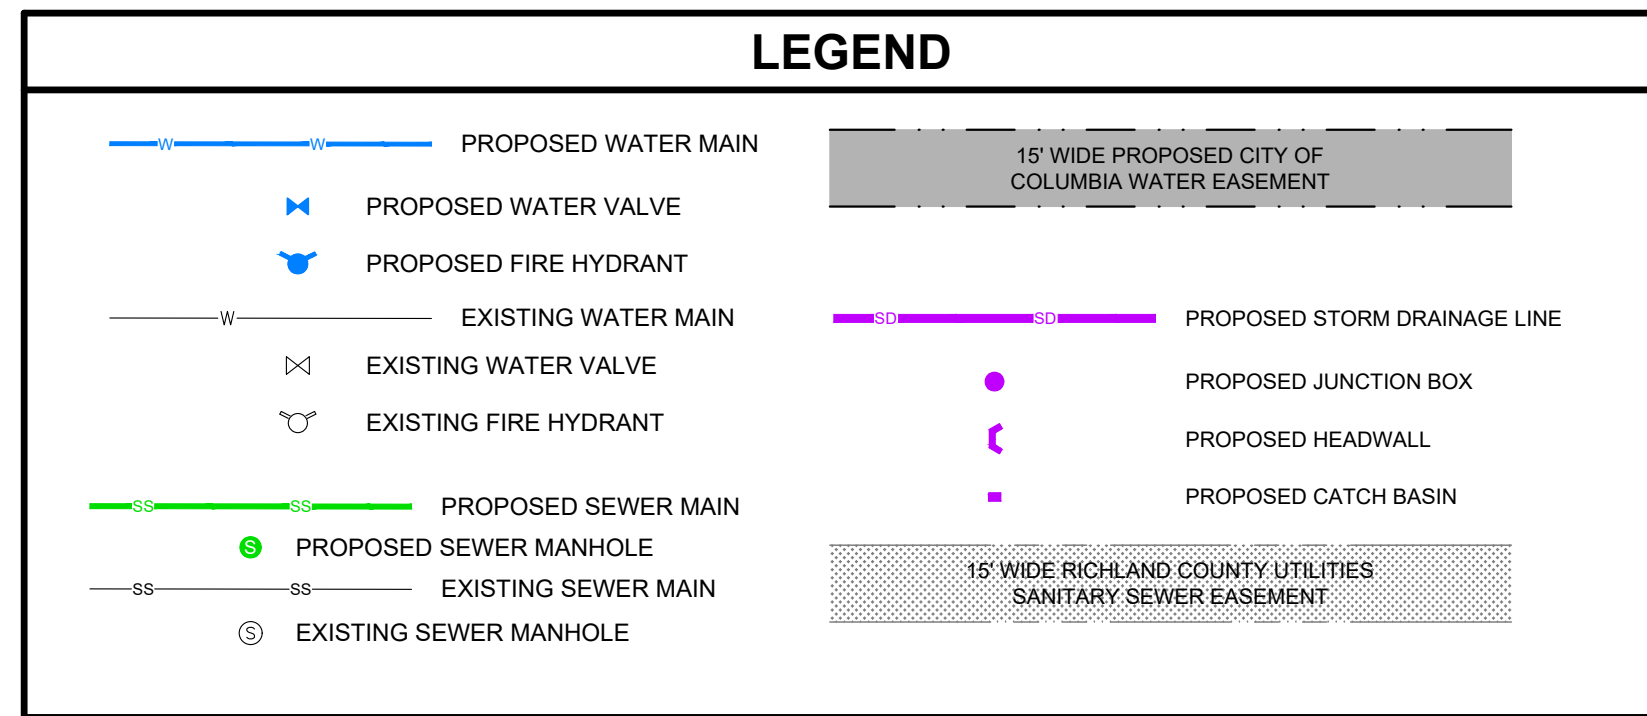 LEGEND
W W PROPOSED WATER MAIN
PROPOSED WATER VALVE
PROPOSED FIRE HYDRANT
W EXISTING WATER MAIN
EXISTING WATER VALVE
EXISTING FIRE HYDRANT
SS SS PROPOSED SEWER MAIN
S PROPOSED SEWER MANHOLE
SS SS EXISTING SEWER MAIN
S EXISTING SEWER MANHOLE
15' WIDE PROPOSED CITY OF
COLUMBIA WATER EASEMENT
SD SD PROPOSED STORM DRAINAGE LINE
PROPOSED JUNCTION BOX
PROPOSED HEADWALL
PROPOSED CATCH BASIN
15' WIDE RICHLAND COUNTY UTILITIES
SANITARY SEWER EASEMENT